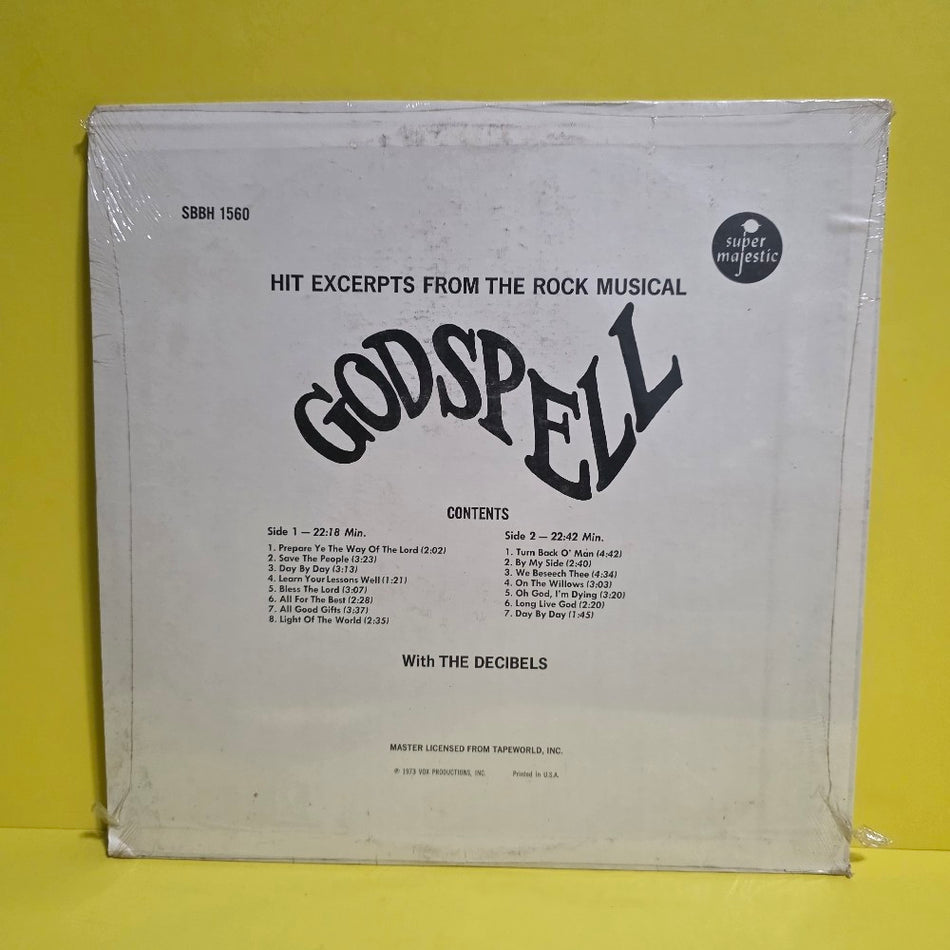 SBBH 1560
super
majestic
HIT EXCERPTS FROM THE ROCK MUSICAL
GODSPELL
CONTENTS
Side 1 — 22:18 Min.
1. Prepare Ye The Way Of The Lord (2:02)
2. Save The People (3:23)
3. Day By Day (3:13)
4. Learn Your Lessons Well (1:21)
5. Bless The Lord (3:07)
6. All For The Best (2:28)
7. All Good Gifts (3:37)
8. Light Of The World (2:35)
Side 2 — 22:42 Min.
1. Turn Back O' Man (4:42)
2. By My Side (2:40)
3. We Beseech Thee (4:34)
4. On The Willows (3:03)
5. Oh God, I'm Dying (3:20)
6. Long Live God (2:20)
7. Day By Day (1:45)
With THE DECIBELS
MASTER LICENSED FROM TAPEWORLD, INC.
℗ 1973 VOX PRODUCTIONS, INC. Printed in U.S.A.